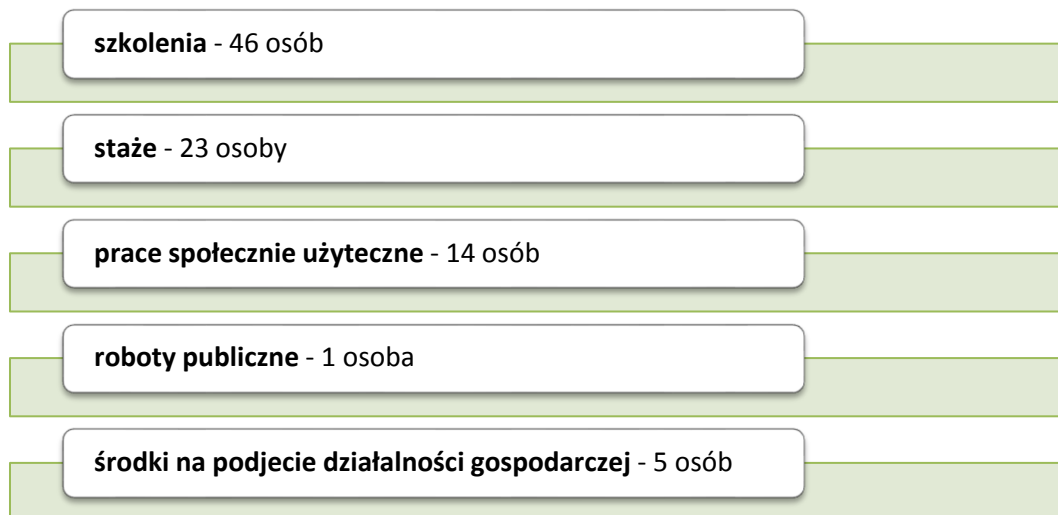 szkolenia - 46 osób
staże - 23 osoby
prace społecznie użyteczne - 14 osób
roboty publiczne - 1 osoba
środki na podjecie działalności gospodarczej - 5 osób